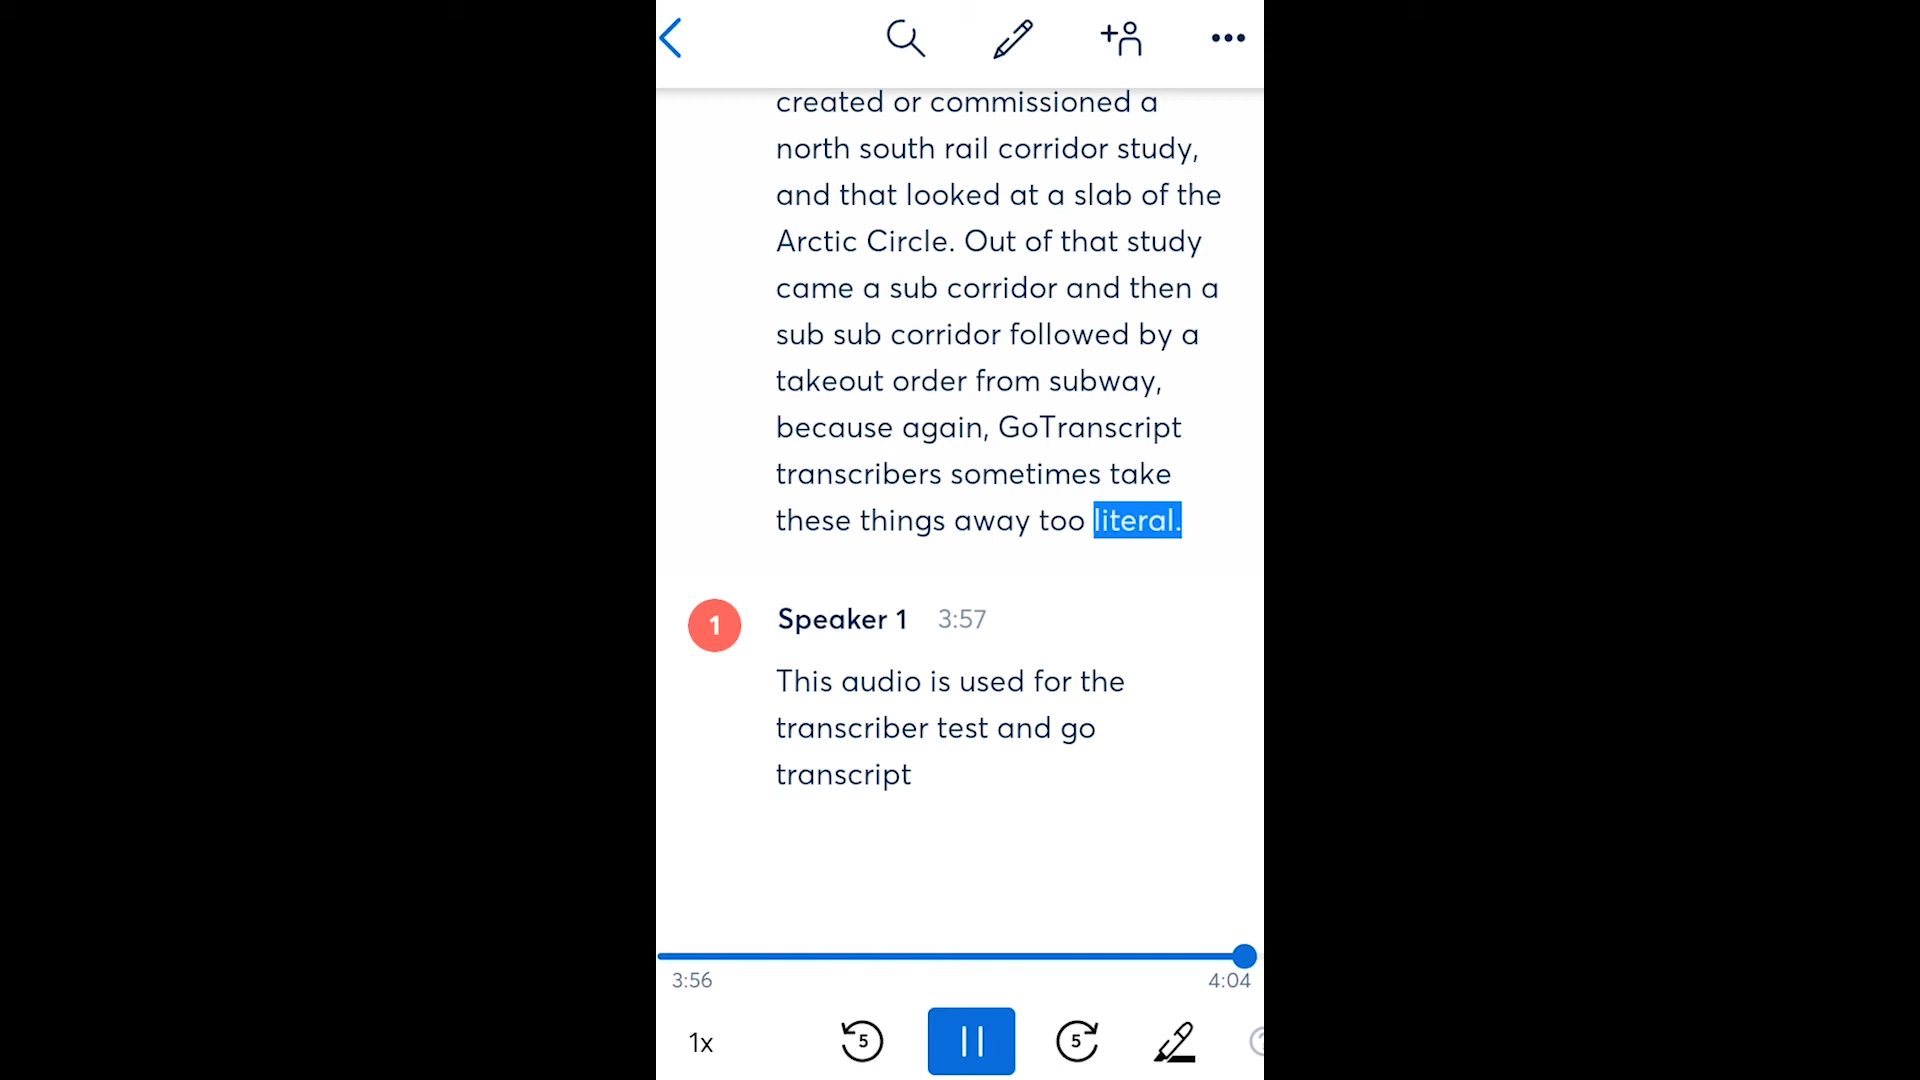 created or commissioned a
north south rail corridor study,
and that looked at a slab of the
Arctic Circle. Out of that study
came a sub corridor and then a
sub sub corridor followed by a
takeout order from subway,
because again, GoTranscript
transcribers sometimes take
these things away too literal.
1 Speaker 1 3:57
This audio is used for the
transcriber test and go
transcript
3:56 4:04
1x 5 5